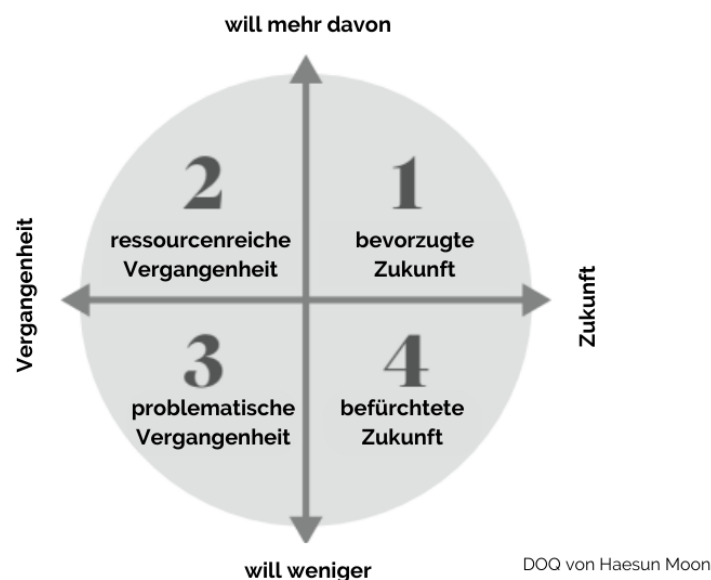 will mehr davon
2
1
ressourcenreiche
Vergangenheit
bevorzugte
Zukunft
Vergangenheit
Zukunft
3
4
problematische
Vergangenheit
befürchtete
Zukunft
will weniger
DOQ von Haesun Moon